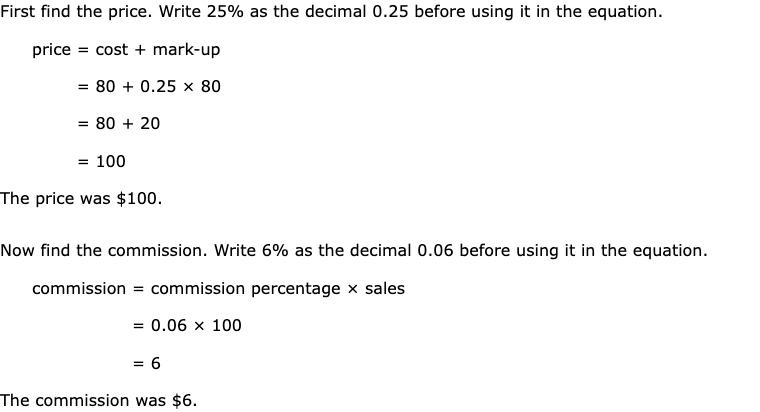 First find the price. Write 25% as the decimal 0.25 before using it in the equation.
price = cost + mark-up
= 80 + 0.25 × 80
= 80 + 20
= 100
The price was $100.
Now find the commission. Write 6% as the decimal 0.06 before using it in the equation.
commission = commission percentage × sales
= 0.06 × 100
= 6
The commission was $6.